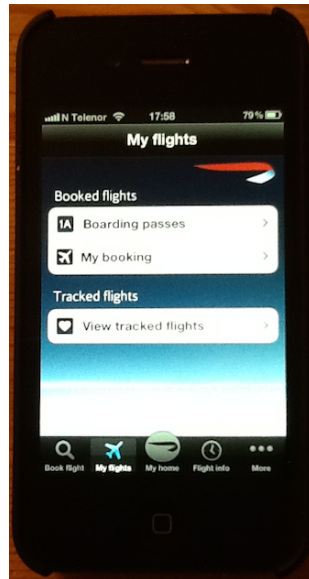 N Telenor 17:58 79%
My flights
Booked flights
1A Boarding passes
My booking
Tracked flights
View tracked flights
Book flight My flights My home Flight info More